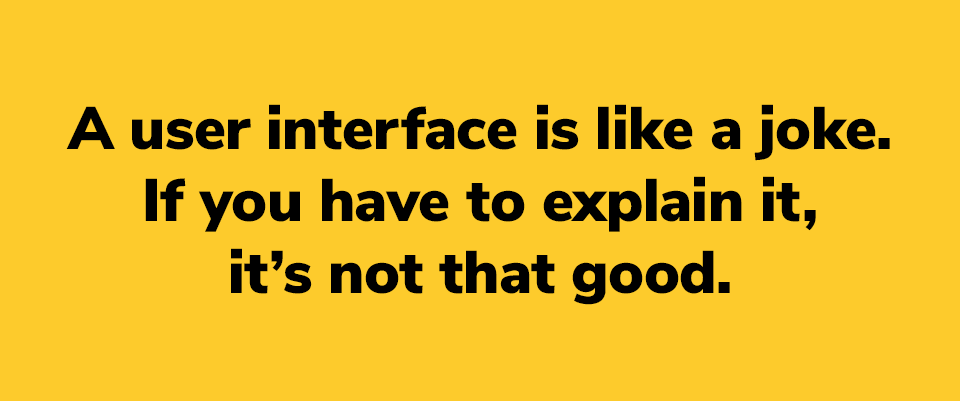 A user interface is like a joke.
If you have to explain it,
it’s not that good.